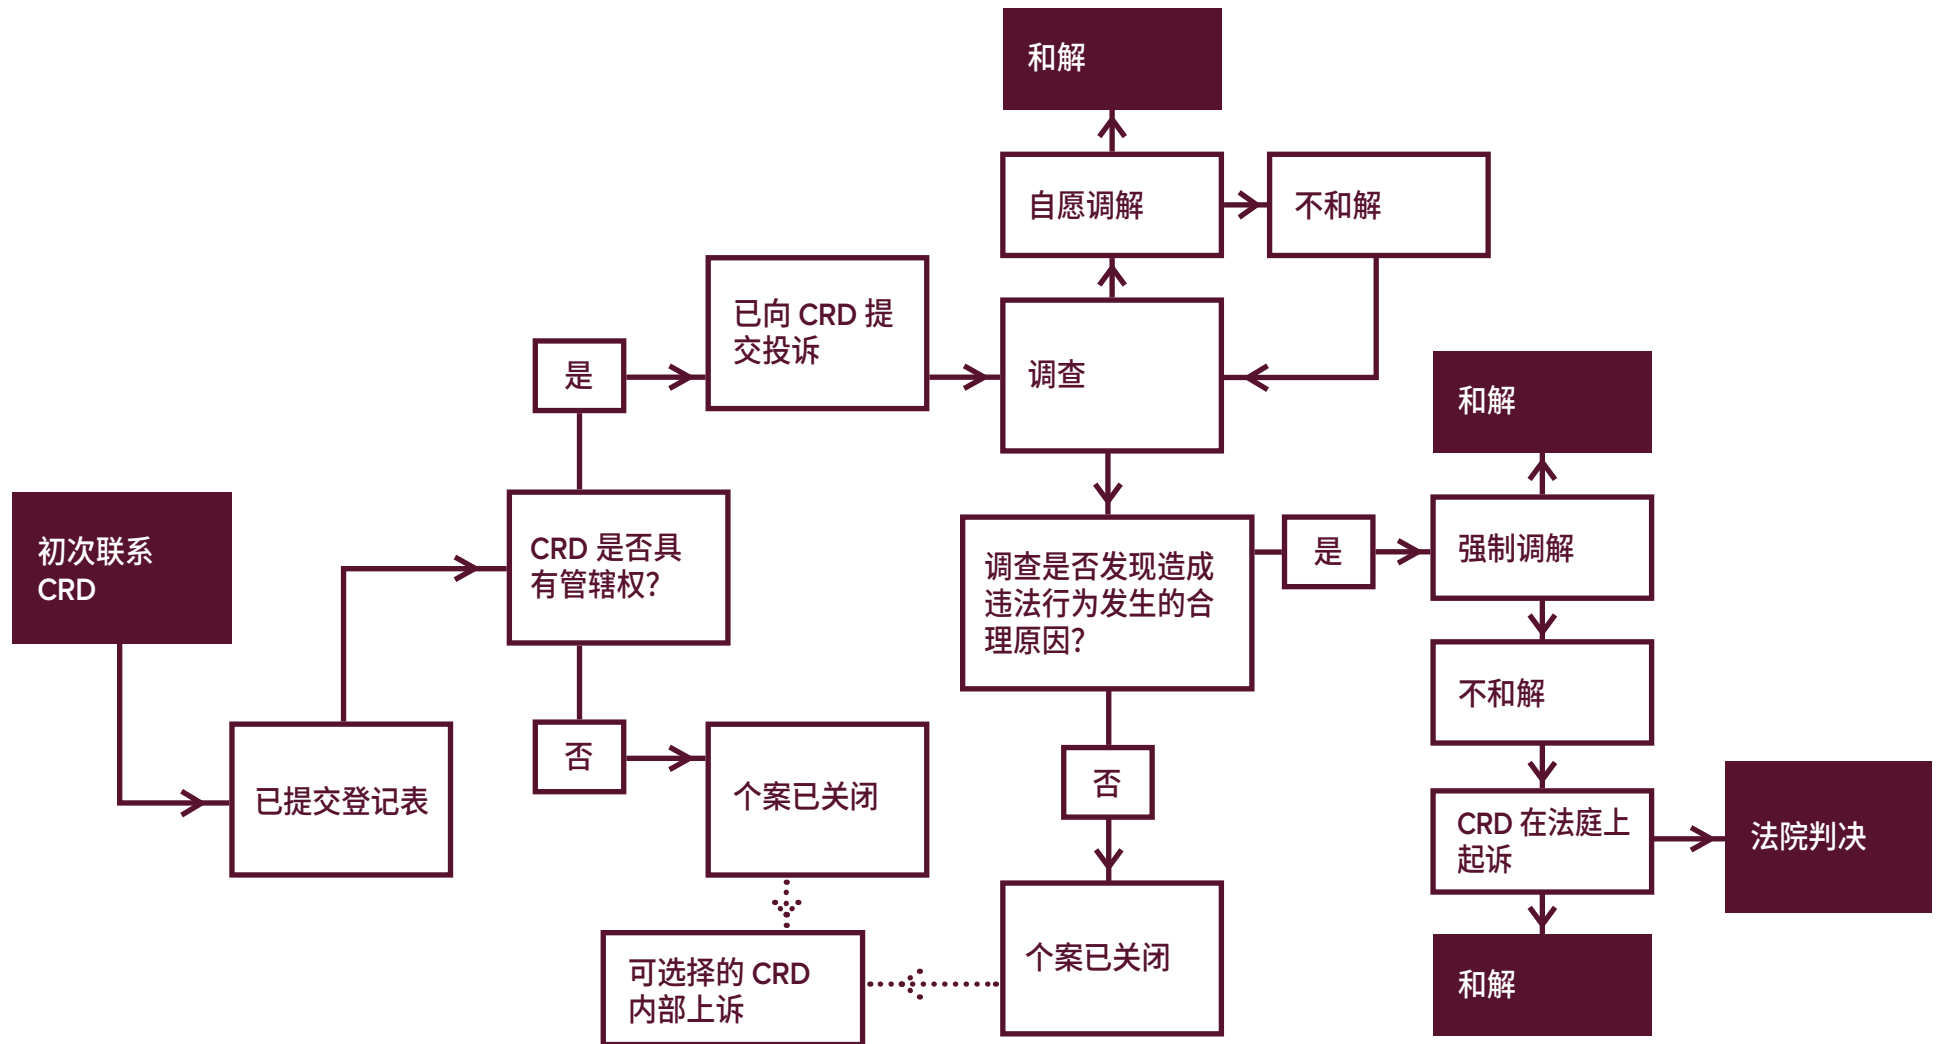 和解
自愿调解
不和解
已向 CRD 提
交投诉
是
调查
和解
初次联系
CRD
CRD 是否具
有管辖权?
调查是否发现造成
违法行为发生的合
理原因?
是
强制调解
不和解
已提交登记表
否
个案已关闭
否
CRD 在法庭上
起诉
法院判决
可选择的 CRD
内部上诉
个案已关闭
和解